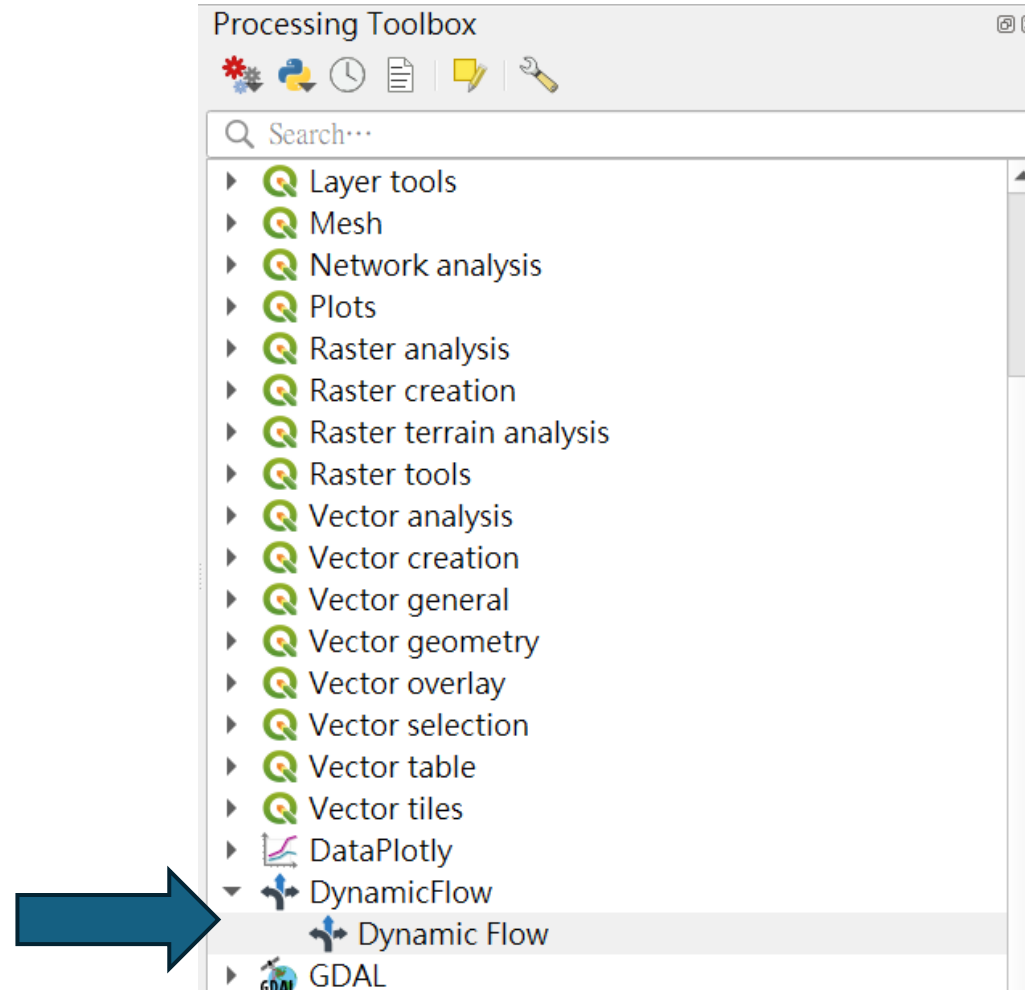 Processing Toolbox
Search…
Layer tools
Mesh
Network analysis
Plots
Raster analysis
Raster creation
Raster terrain analysis
Raster tools
Vector analysis
Vector creation
Vector general
Vector geometry
Vector overlay
Vector selection
Vector table
Vector tiles
DataPlotly
DynamicFlow
Dynamic Flow
GDAL GDAL